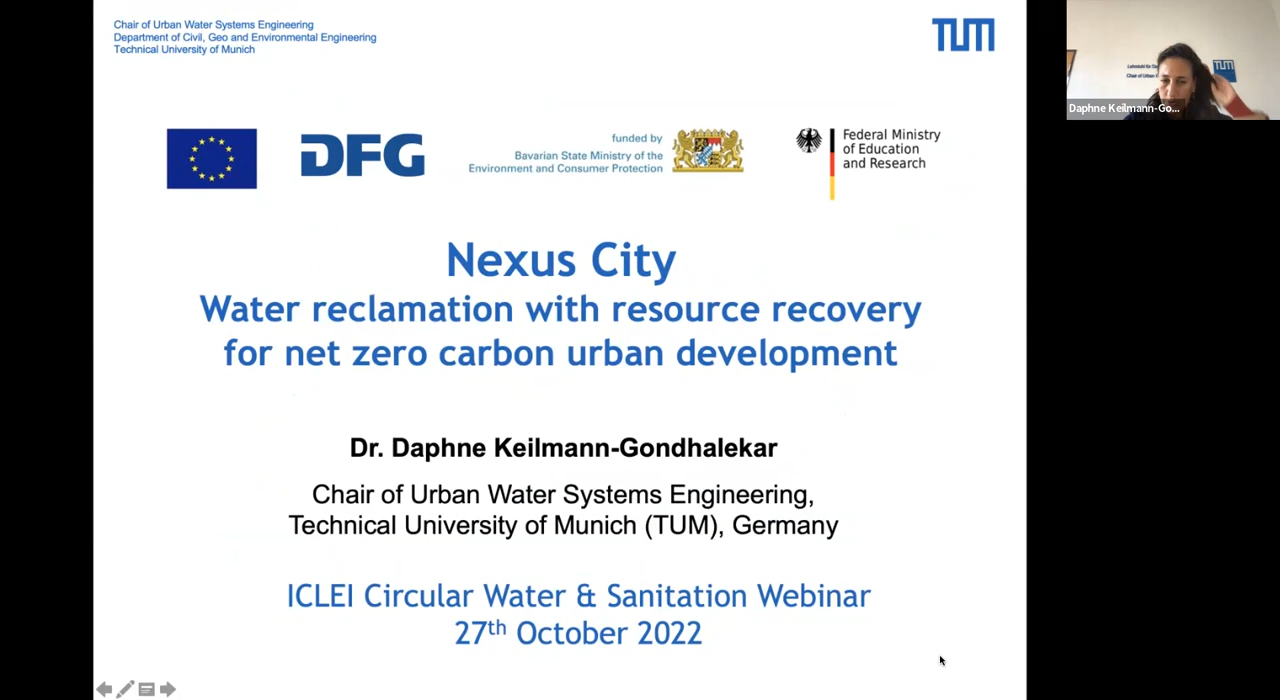 Chair of Urban Water Systems Engineering
Department of Civil, Geo and Environmental Engineering
Technical University of Munich
TUM
DFG
funded by
Bavarian State Ministry of the
Environment and Consumer Protection
Federal Ministry
of Education
and Research
Nexus City
Water reclamation with resource recovery
for net zero carbon urban development
Dr. Daphne Keilmann-Gondhalekar
Chair of Urban Water Systems Engineering,
Technical University of Munich (TUM), Germany
ICLEI Circular Water & Sanitation Webinar
27th October 2022
TUM
Daphne Keilmann-Go...